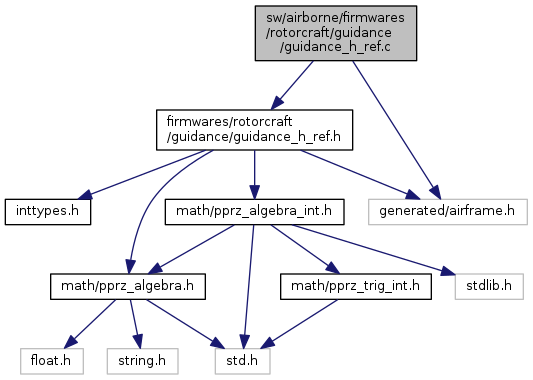 sw/airborne/firmwares
/rotorcraft/guidance
/guidance_h_ref.c
firmwares/rotorcraft
/guidance/guidance_h_ref.h
inttypes.h
math/pprz_algebra_int.h
generated/airframe.h
math/pprz_algebra.h
math/pprz_trig_int.h
stdlib.h
float.h
string.h
std.h